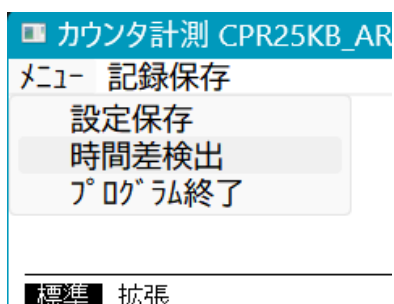 カウンタ計測 CPR25KB_AR
ﾒﾆｭｰ 記録保存
設定保存
時間差検出
ﾌﾟﾛｸﾞﾗﾑ終了
標準 拡張